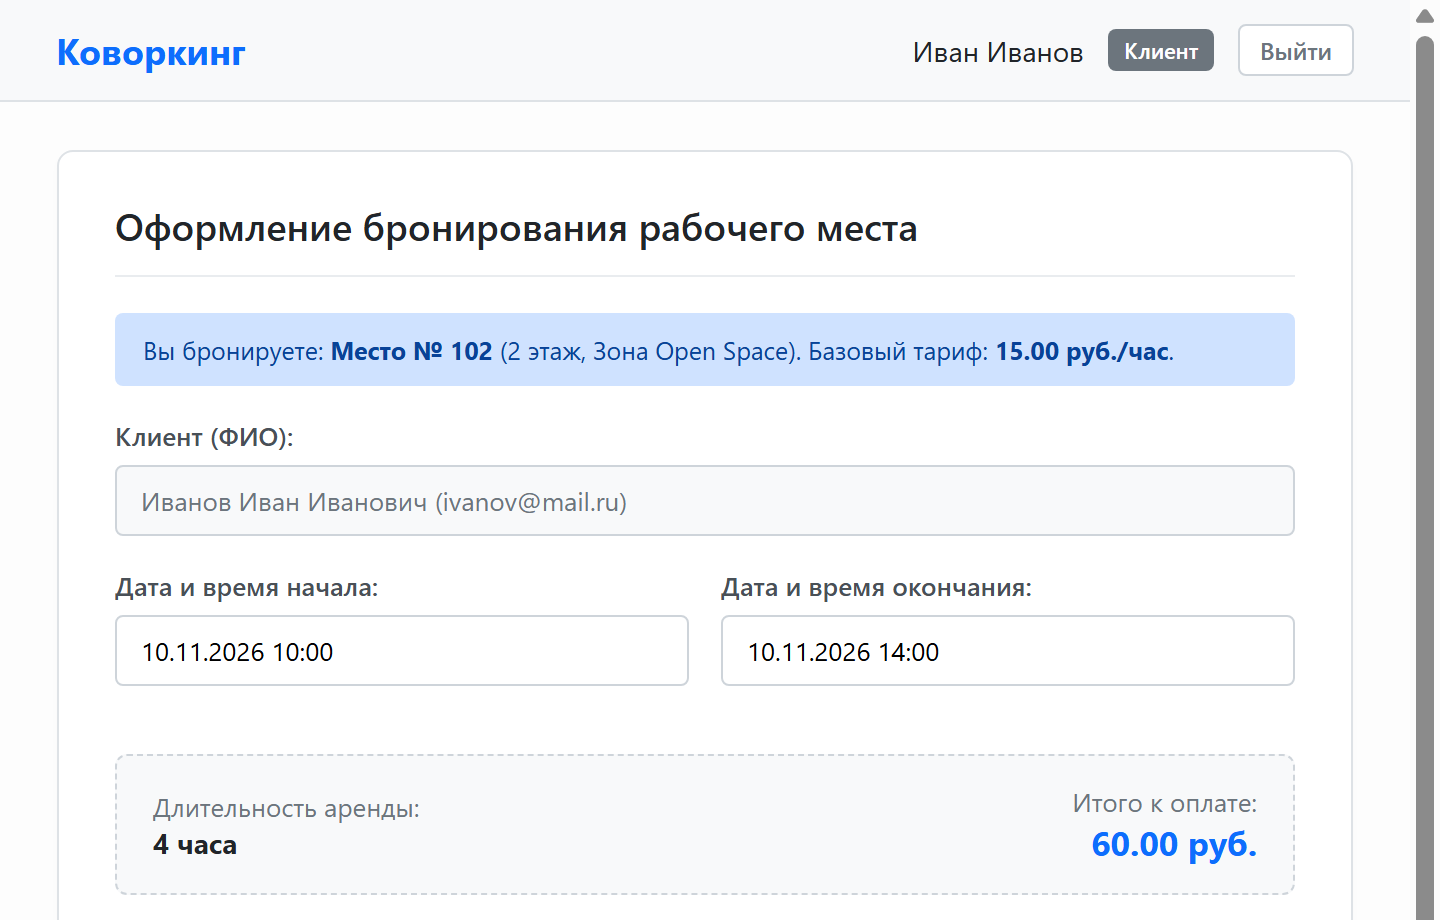 Коворкинг
Иван Иванов Клиент Выйти
Оформление бронирования рабочего места
Вы бронируете: Место № 102 (2 этаж, Зона Open Space). Базовый тариф: 15.00 руб./час.
Клиент (ФИО):
Иванов Иван Иванович (ivanov@mail.ru)
Дата и время начала:
10.11.2026 10:00
Дата и время окончания:
10.11.2026 14:00
Длительность аренды:
4 часа
Итого к оплате:
60.00 руб.